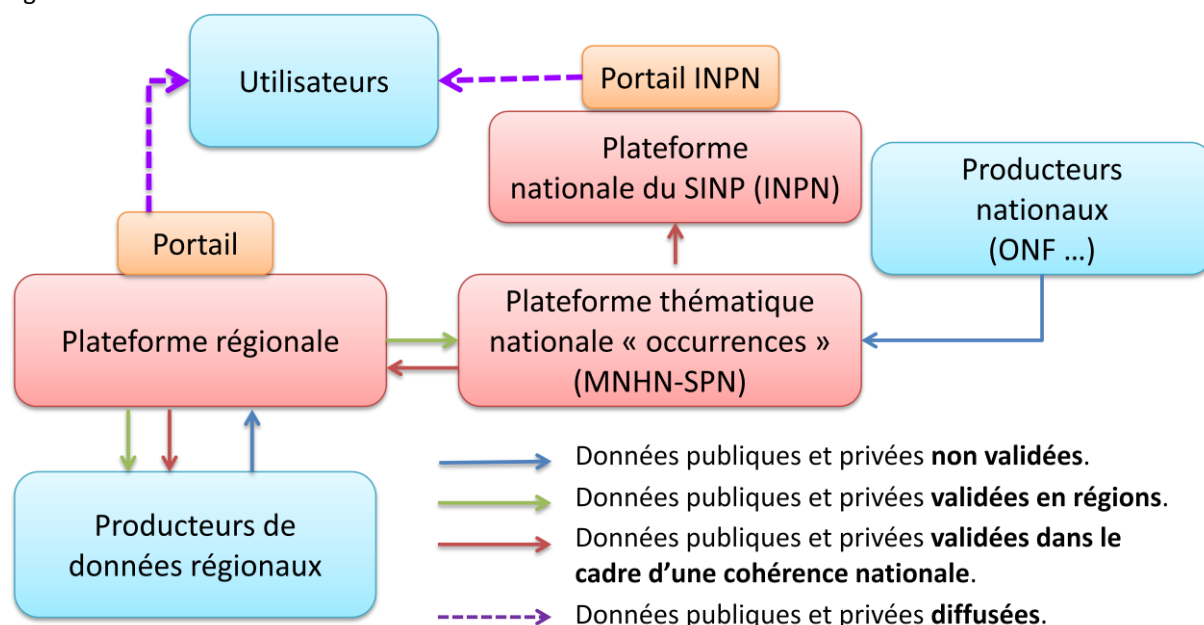 Utilisateurs
Portail INPN
Plateforme
nationale du SINP (INPN)
Producteurs
nationaux
(ONF ...)
Portail
Plateforme régionale
Plateforme thématique
nationale « occurrences »
(MNHN-SPN)
Producteurs de
données régionaux
Données publiques et privées non validées.
Données publiques et privées validées en régions.
Données publiques et privées validées dans le
cadre d’une cohérence nationale.
Données publiques et privées diffusées.